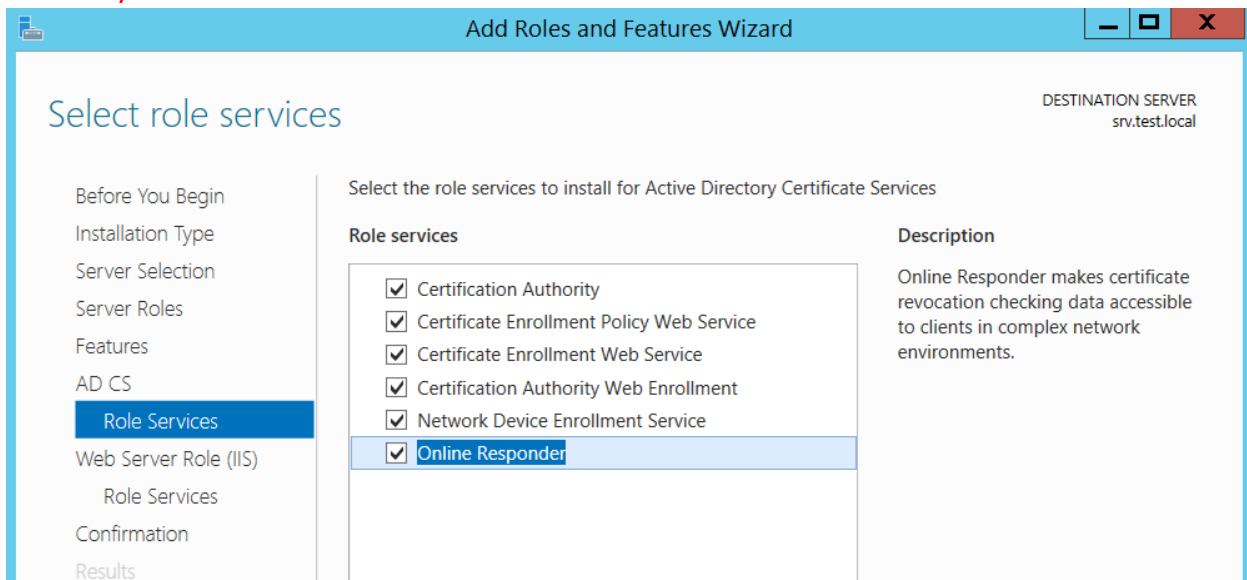 Add Roles and Features Wizard
Select role services
DESTINATION SERVER
srv.test.local
Before You Begin
Installation Type
Server Selection
Server Roles
Features
AD CS
Role Services
Web Server Role (IIS)
Role Services
Confirmation
Results
Select the role services to install for Active Directory Certificate Services
Role services
Certification Authority
Certificate Enrollment Policy Web Service
Certificate Enrollment Web Service
Certification Authority Web Enrollment
Network Device Enrollment Service
Online Responder
Description
Online Responder makes certificate
revocation checking data accessible
to clients in complex network
environments.